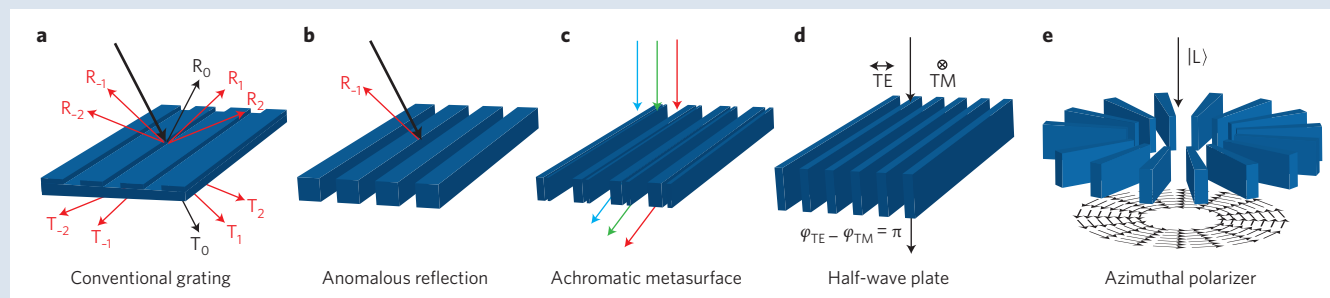 a
R₀
R₋₁
R₁
R₋₂
R₂
T₋₂
T₋₁
T₀
T₁
T₂
Conventional grating
b
R₋₁
Anomalous reflection
c
Achromatic metasurface
d
TE
TM
φTE – φTM = π
Half-wave plate
e
|L⟩
Azimuthal polarizer